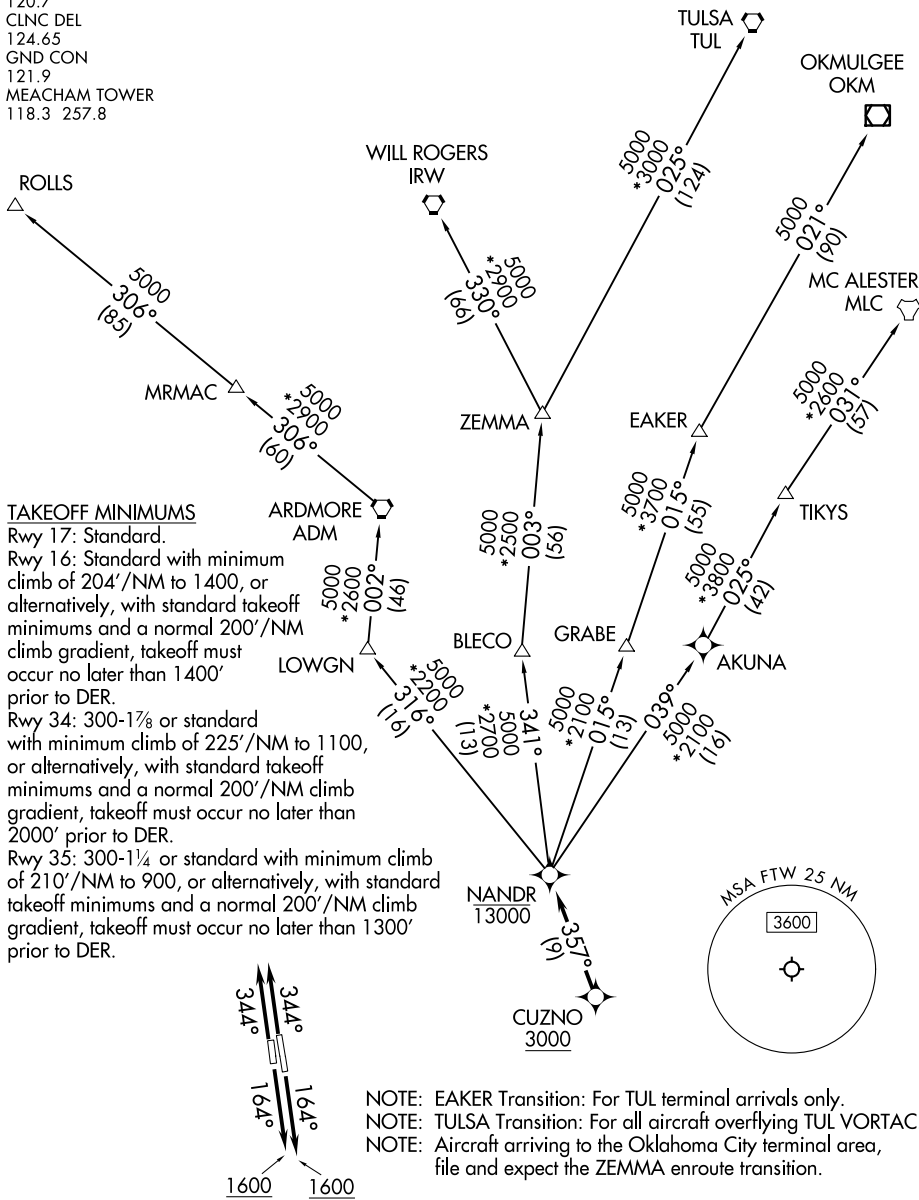 120.7
CLNC DEL
124.65
GND CON
121.9
MEACHAM TOWER
118.3 257.8
TULSA
TUL
OKMULGEE
OKM
WILL ROGERS
IRW
ROLLS
5000
*3000
025°
(124)
5000
021°
(90)
5000
*2900
330°
(66)
MC ALESTER
MLC
5000
306°
(85)
MRMAC
5000
*2900
306°
(60)
ZEMMA
EAKER
5000
*2600
031°
(57)
ARDMORE
ADM
5000
*2500
003°
(56)
5000
*3700
015°
(55)
TIKYS
5000
*2600
002°
(46)
5000
*3800
025°
(42)
LOWGN
BLECO
GRABE
AKUNA
5000
*2200
316°
(16)
341°
5000
*2700
(13)
5000
*2100
015°
(13)
039°
5000
*2100
(16)
TAKEOFF MINIMUMS
Rwy 17: Standard.
Rwy 16: Standard with minimum
climb of 204'/NM to 1400, or
alternatively, with standard takeoff
minimums and a normal 200'/NM
climb gradient, takeoff must
occur no later than 1400'
prior to DER.
Rwy 34: 300-1⅞ or standard
with minimum climb of 225'/NM to 1100,
or alternatively, with standard takeoff
minimums and a normal 200'/NM climb
gradient, takeoff must occur no later than
2000' prior to DER.
Rwy 35: 300-1¼ or standard with minimum climb
of 210'/NM to 900, or alternatively, with standard
takeoff minimums and a normal 200'/NM climb
gradient, takeoff must occur no later than 1300'
prior to DER.
NANDR
13000
357°
(9)
CUZNO
3000
MSA FTW 25 NM
3600
344°
344°
164°
164°
1600
1600
NOTE: EAKER Transition: For TUL terminal arrivals only.
NOTE: TULSA Transition: For all aircraft overflying TUL VORTAC
NOTE: Aircraft arriving to the Oklahoma City terminal area,
file and expect the ZEMMA enroute transition.